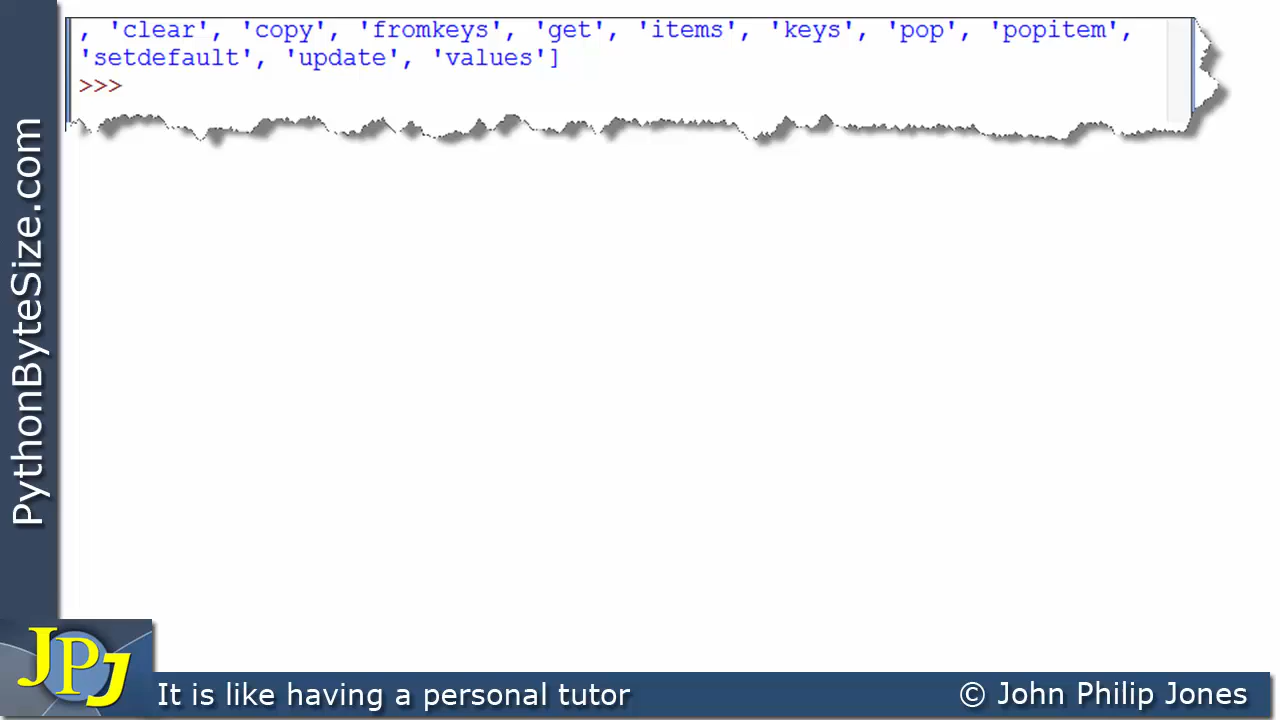 , 'clear', 'copy', 'fromkeys', 'get', 'items', 'keys', 'pop', 'popitem',
'setdefault', 'update', 'values']
>>>
PythonByteSize.com
JPJ
It is like having a personal tutor
© John Philip Jones